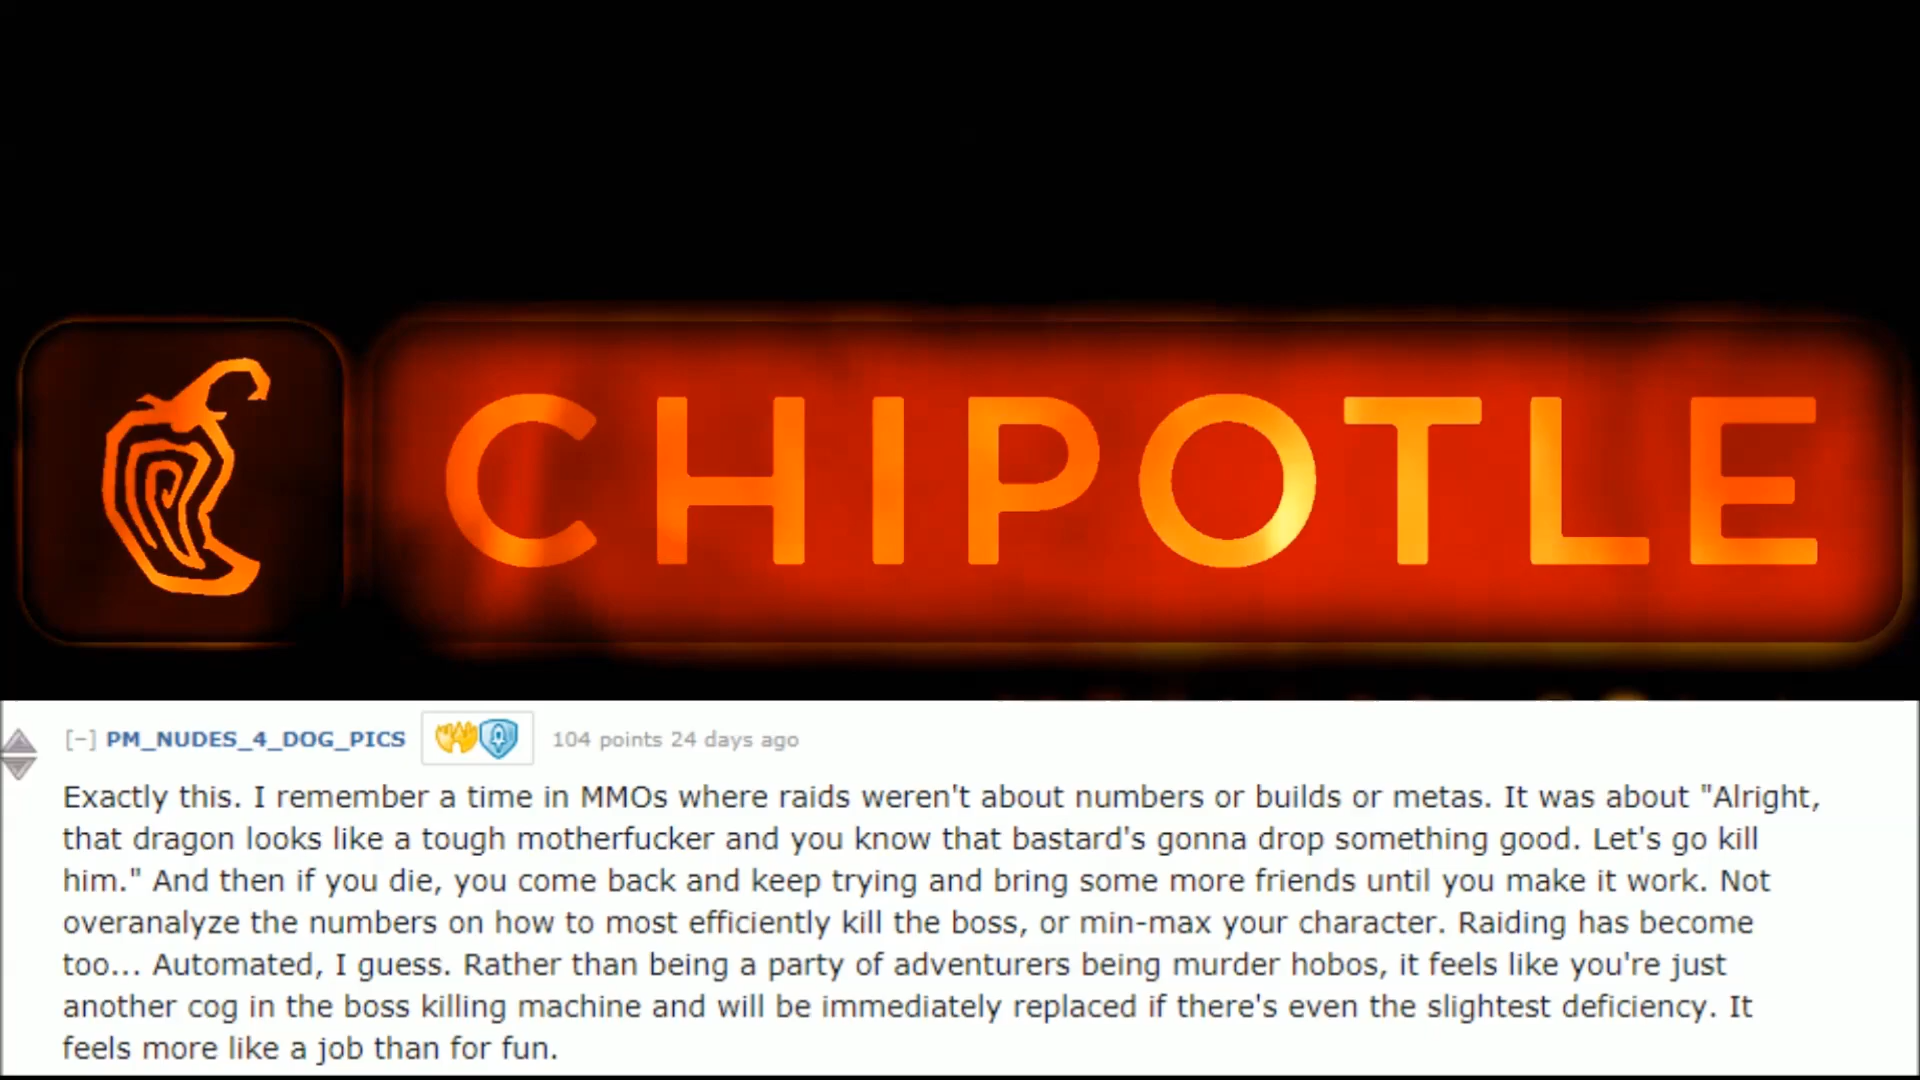 CHIPOTLE
[−] PM_NUDES_4_DOG_PICS 104 points 24 days ago
Exactly this. I remember a time in MMOs where raids weren't about numbers or builds or metas. It was about "Alright,
that dragon looks like a tough motherfucker and you know that bastard's gonna drop something good. Let's go kill
him." And then if you die, you come back and keep trying and bring some more friends until you make it work. Not
overanalyze the numbers on how to most efficiently kill the boss, or min-max your character. Raiding has become
too... Automated, I guess. Rather than being a party of adventurers being murder hobos, it feels like you're just
another cog in the boss killing machine and will be immediately replaced if there's even the slightest deficiency. It
feels more like a job than for fun.